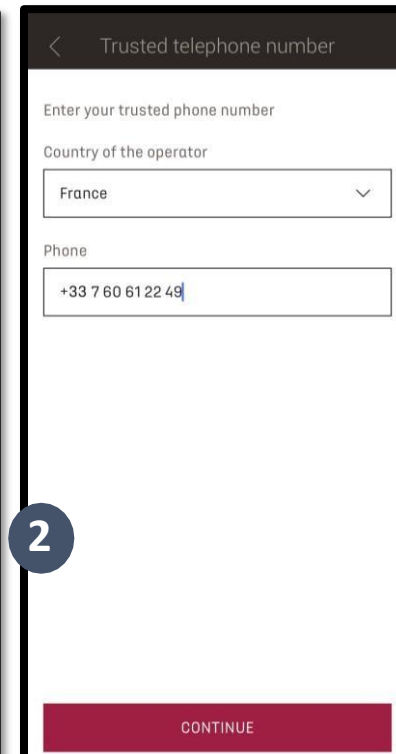 Trusted telephone number
Enter your trusted phone number
Country of the operator
France
Phone
+33 7 60 61 22 49
2
CONTINUE